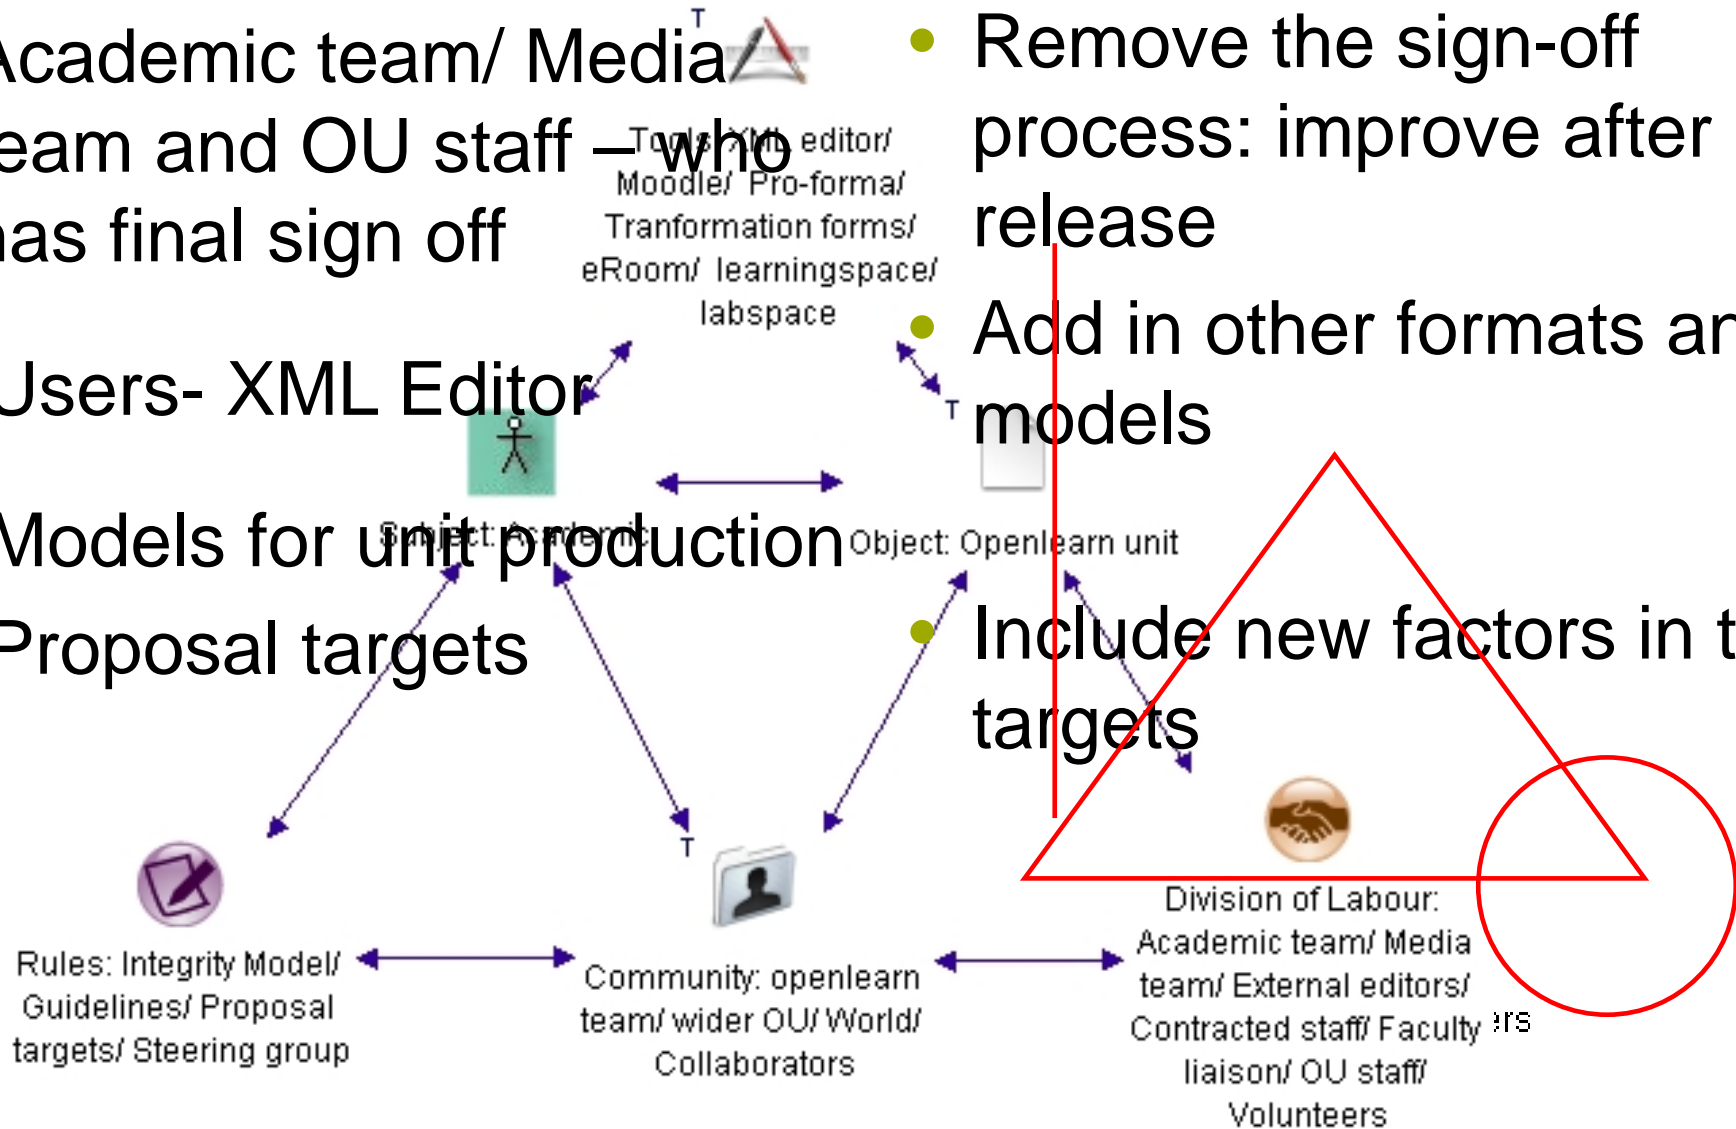 Academic team/ Media
eam and OU staff – who
has final sign off
Users- XML Editor
Models for unit production
Proposal targets
Remove the sign-off
process: improve after
release
Add in other formats an
models
Include new factors in t
targets
T
Tools: XML editor/
Moodle/ Pro-forma/
Tranformation forms/
eRoom/ learningspace/
labspace
T
Subject: Academic
Object: Openlearn unit
T
Rules: Integrity Model/
Guidelines/ Proposal
targets/ Steering group
Community: openlearn
team/ wider OU/ World/
Collaborators
Division of Labour:
Academic team/ Media
team/ External editors/
Contracted staff/ Faculty
liaison/ OU staff/
Volunteers
ers